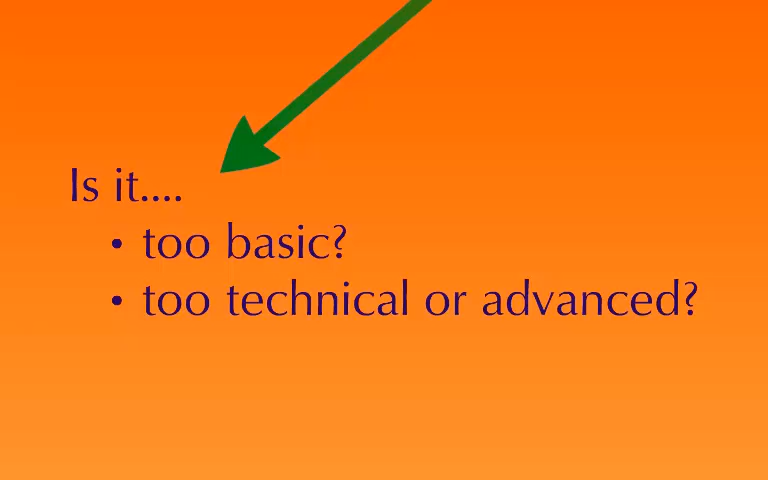 Is it....
• too basic?
• too technical or advanced?